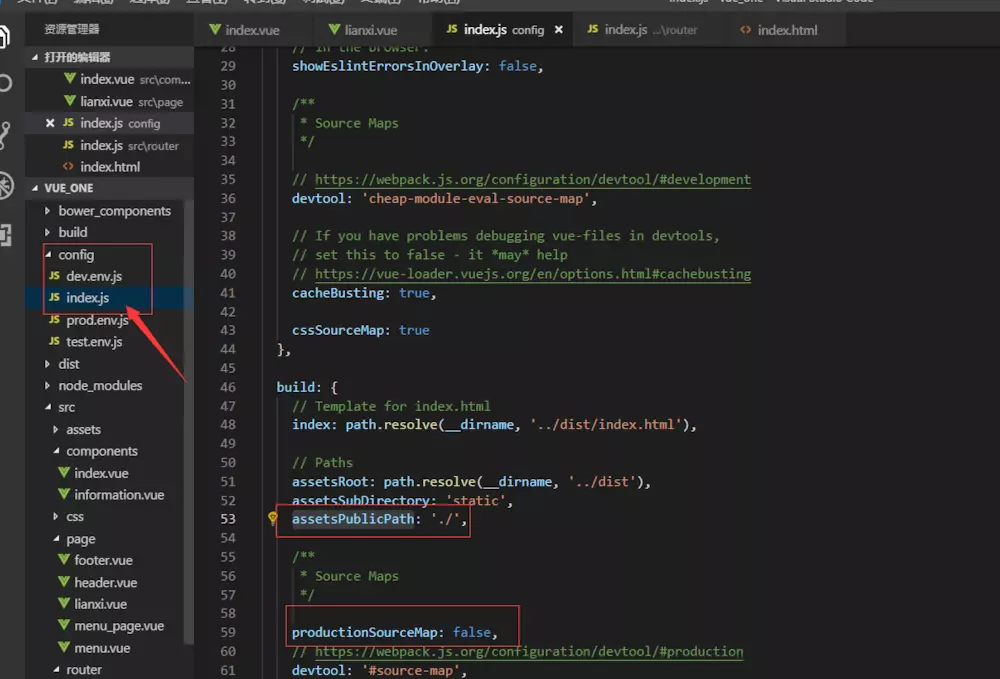 index.js - vue_one - Visual Studio Code
资源管理器
打开的编辑器
index.vue src\com...
lianxi.vue src\page
index.js config
index.js src\router
index.html
VUE_ONE
bower_components
build
config
dev.env.js
index.js
prod.env.js
test.env.js
dist
node_modules
src
assets
components
index.vue
information.vue
css
page
footer.vue
header.vue
lianxi.vue
menu_page.vue
menu.vue
router
index.vue
lianxi.vue
index.js config
index.js ...\router
index.html
28 // in the browser.
29 showEslintErrorsInOverlay: false,
30
31 /**
32 * Source Maps
33 */
34
35 // https://webpack.js.org/configuration/devtool/#development
36 devtool: 'cheap-module-eval-source-map',
37
38 // If you have problems debugging vue-files in devtools,
39 // set this to false - it *may* help
40 // https://vue-loader.vuejs.org/en/options.html#cachebusting
41 cacheBusting: true,
42
43 cssSourceMap: true
44 },
45
46 build: {
47 // Template for index.html
48 index: path.resolve(__dirname, '../dist/index.html'),
49
50 // Paths
51 assetsRoot: path.resolve(__dirname, '../dist'),
52 assetsSubDirectory: 'static',
53 assetsPublicPath: './',
54
55 /**
56 * Source Maps
57 */
58
59 productionSourceMap: false,
60 // https://webpack.js.org/configuration/devtool/#production
61 devtool: '#source-map',